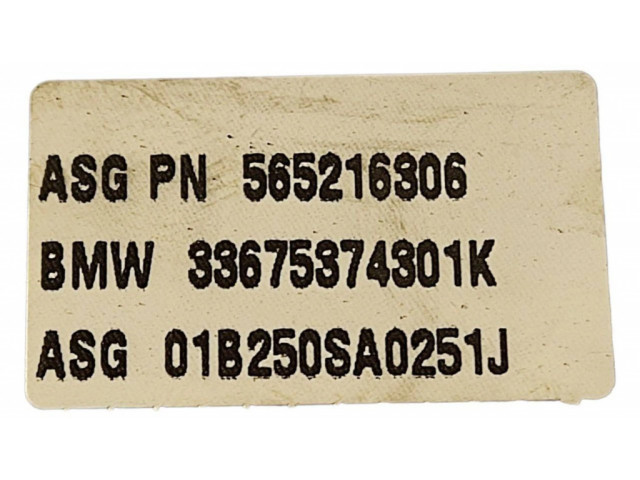 ASG PN 565216306
BMW 33675374301K
ASG 01B250SA0251J